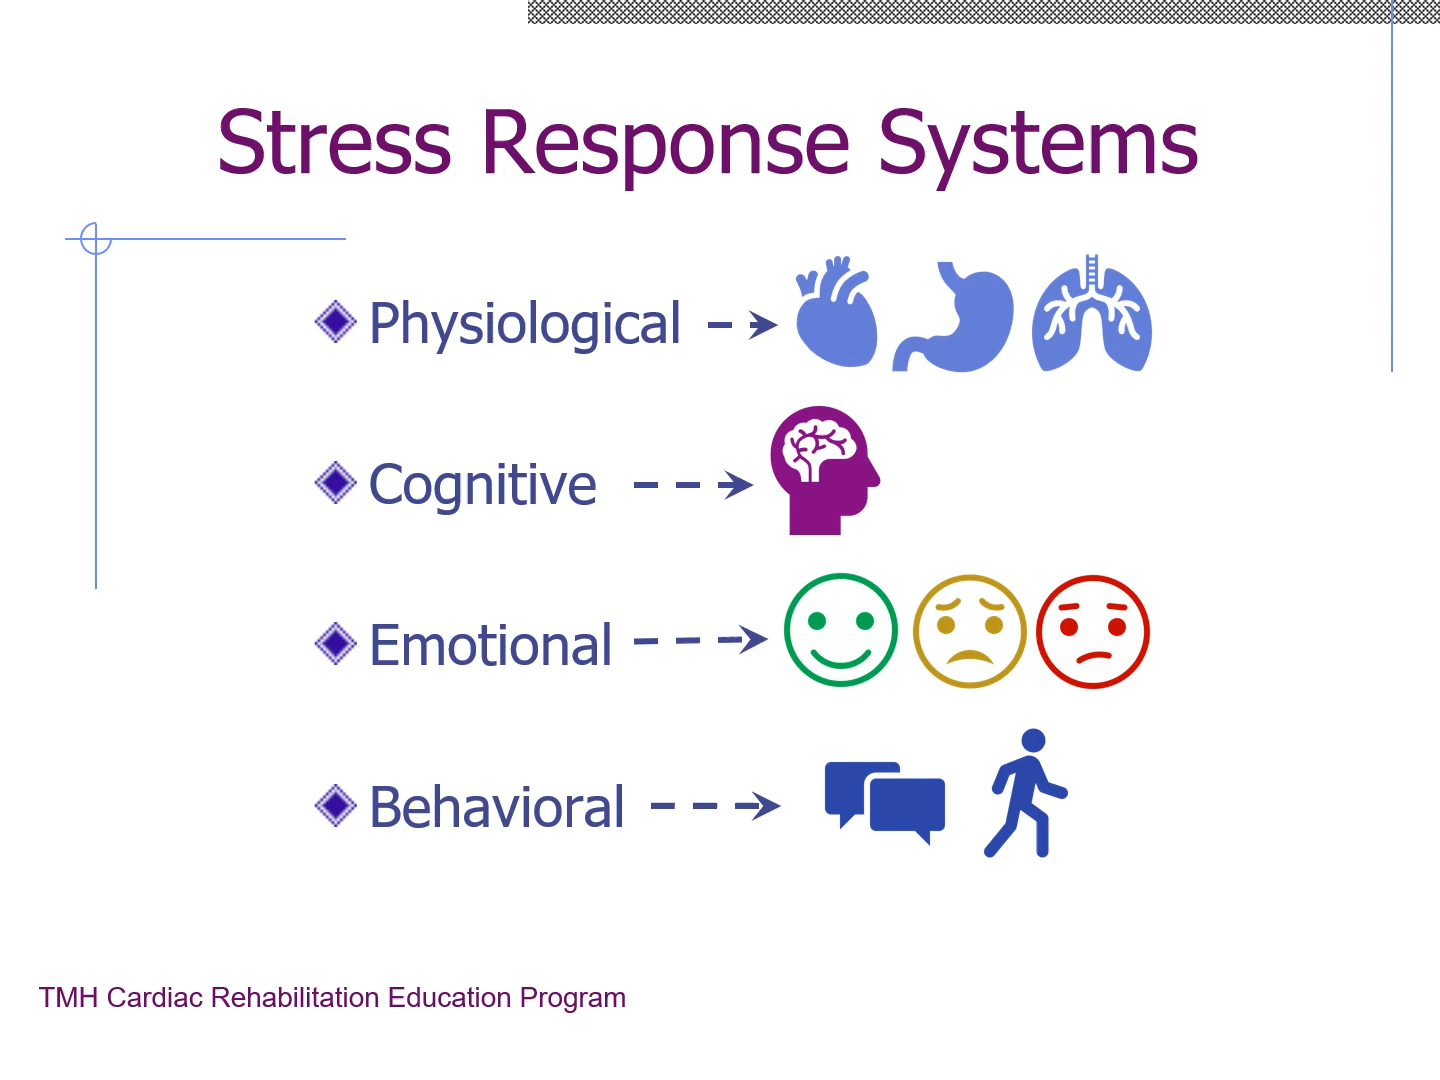 Stress Response Systems
Physiological
Cognitive
Emotional
Behavioral
TMH Cardiac Rehabilitation Education Program